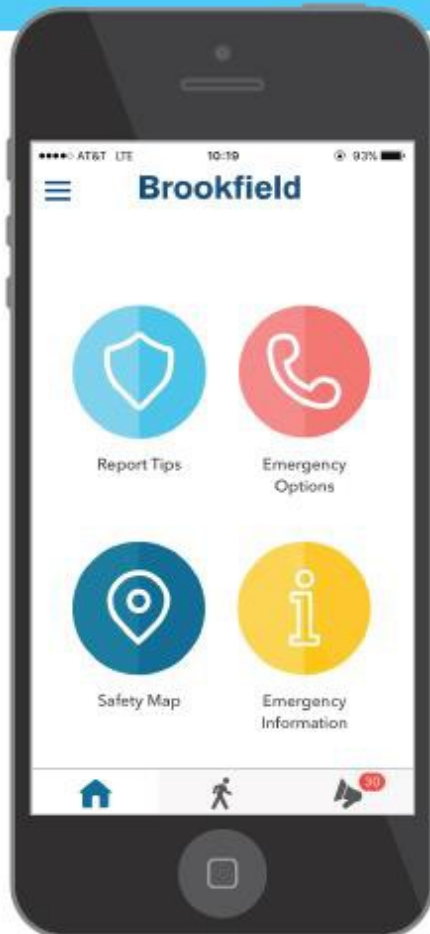 AT&T LTE 10:19 93%
Brookfield
Report Tips
Emergency
Options
Safety Map
Emergency
Information
30